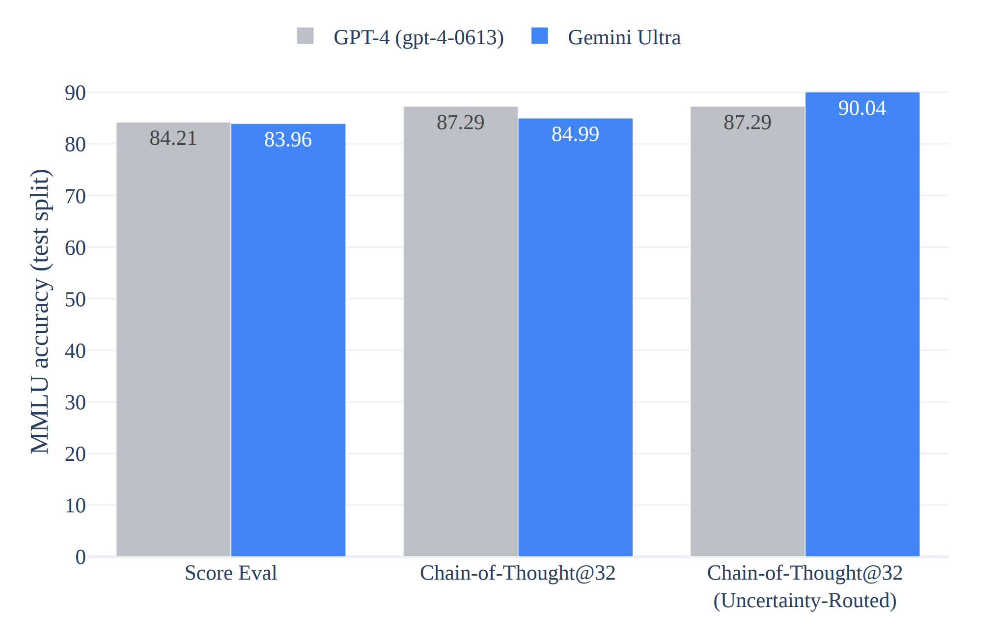 GPT-4 (gpt-4-0613)
Gemini Ultra
MMLU accuracy (test split)
90
80
70
60
50
40
30
20
10
0
84.21
83.96
87.29
84.99
87.29
90.04
Score Eval
Chain-of-Thought@32
Chain-of-Thought@32
(Uncertainty-Routed)